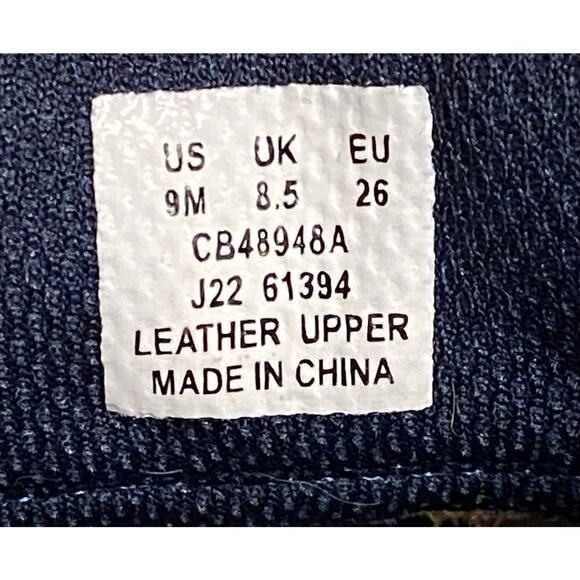 US UK EU
9M 8.5 26
CB48948A
J22 61394
LEATHER UPPER
MADE IN CHINA